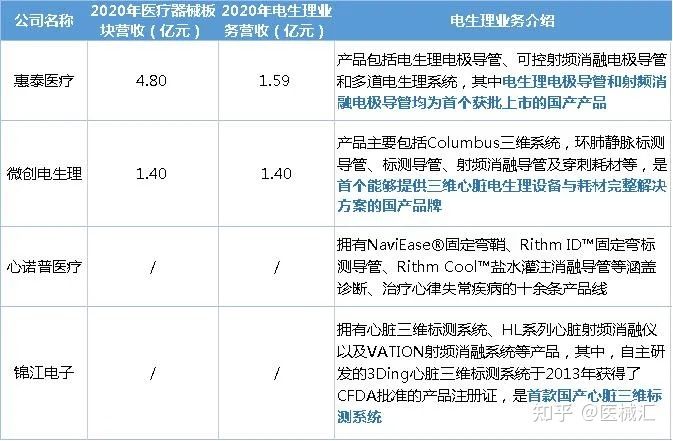 公司名称
2020年医疗器械板
块营收（亿元）
2020年电生理业
务营收（亿元）
电生理业务介绍
惠泰医疗
4.80
1.59
产品包括电生理电极导管、可控射频消融电极导管
和多道电生理系统，其中电生理电极导管和射频消
融电极导管均为首个获批上市的国产产品
微创电生理
1.40
1.40
产品主要包括Columbus三维系统，环肺静脉标测
导管、标测导管、射频消融导管及穿刺耗材等，是
首个能够提供三维心脏电生理设备与耗材完整解决
方案的国产品牌
心诺普医疗
/
/
拥有NaviEase®固定弯鞘、Rithm ID™固定弯标
测导管、Rithm Cool™盐水灌注消融导管等涵盖
诊断、治疗心律失常疾病的十余条产品线
锦江电子
/
/
拥有心脏三维标测系统、HL系列心脏射频消融仪
以及VATION射频消融系统等产品，其中，自主研
发的3Ding心脏三维标测系统于2013年获得了
CFDA批准的产品注册证，是首款国产心脏三维标
测系统
知乎 @医械汇